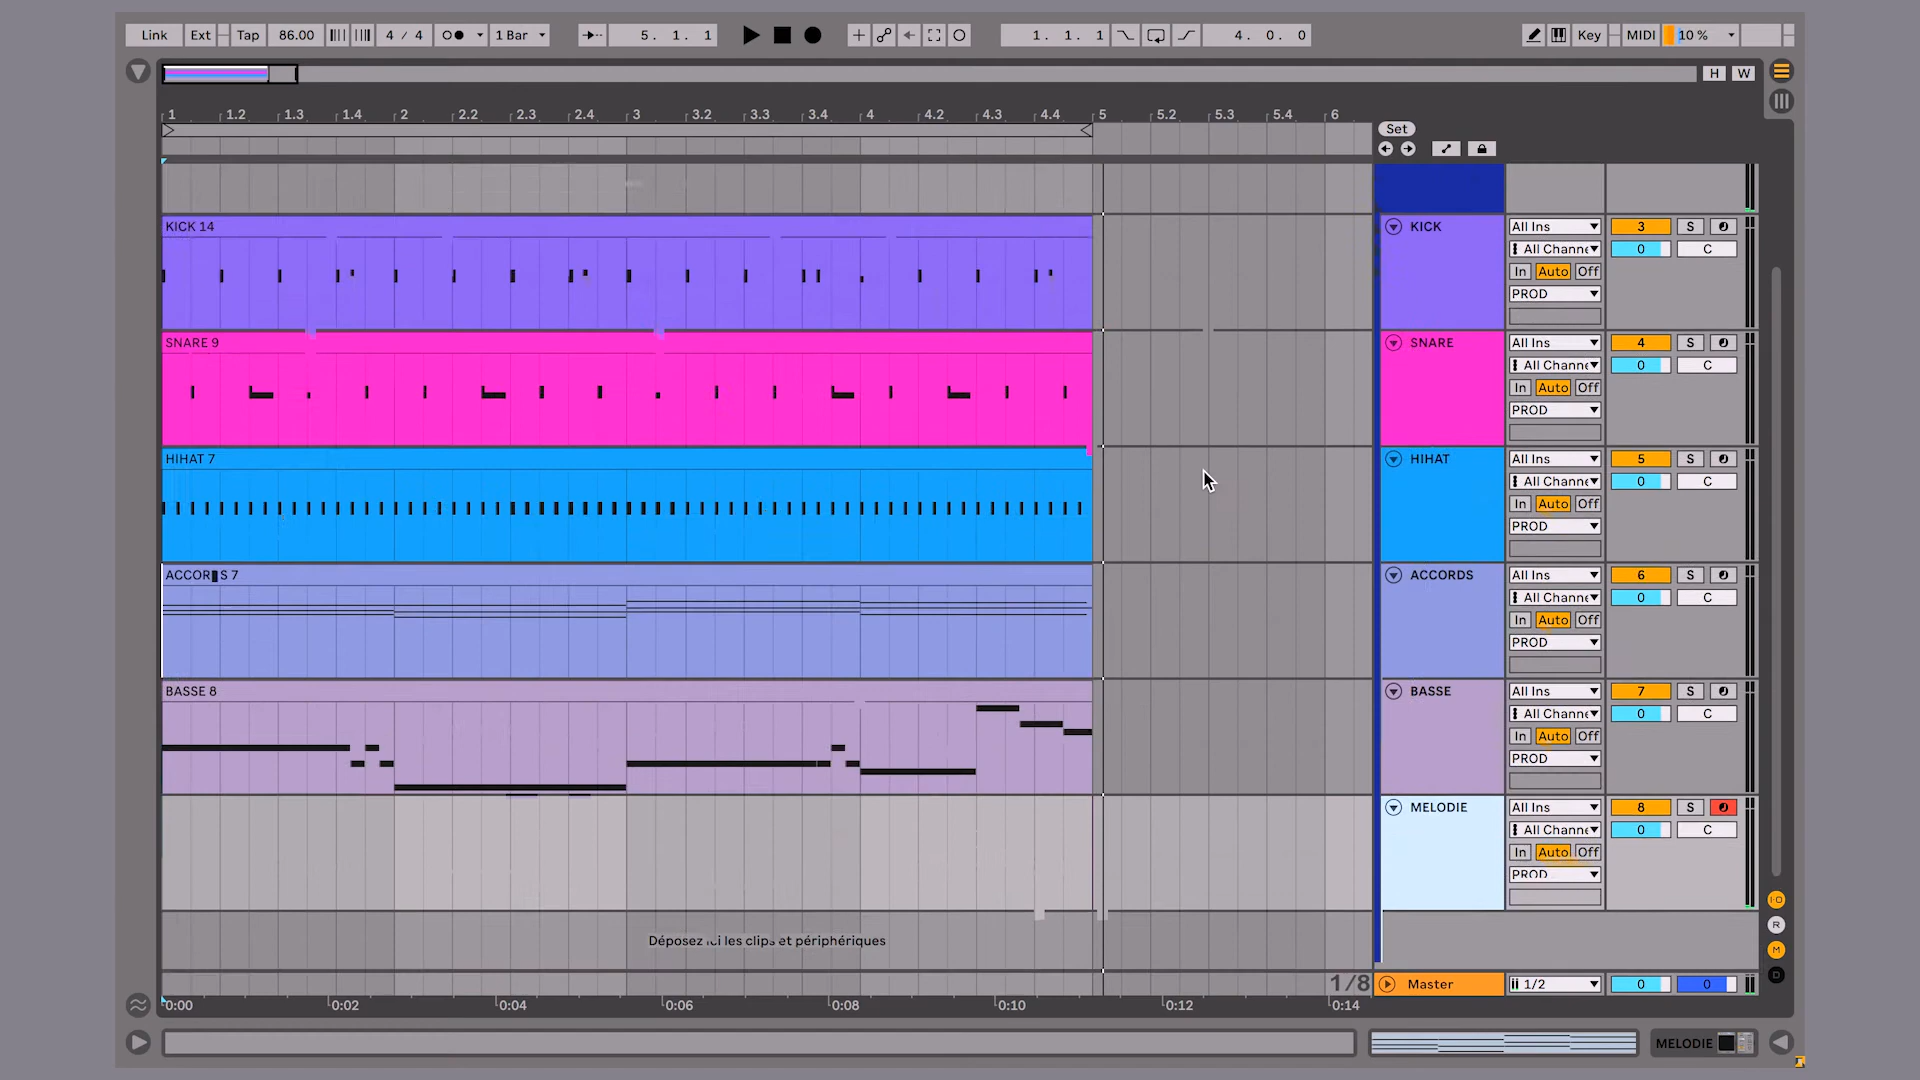 Link Ext Tap 86.00 4 / 4 1 Bar 5. 1. 1 1. 1. 1 4. 0. 0 Key MIDI 10 %
H W
1 1.2 1.3 1.4 2 2.2 2.3 2.4 3 3.2 3.3 3.4 4 4.2 4.3 4.4 5 5.2 5.3 5.4 6
Set
KICK 14 KICK All Ins 3 S
All Channe 0 C
In Auto Off
PROD
SNARE 9 SNARE All Ins 4 S
All Channe 0 C
In Auto Off
PROD
HIHAT 7 HIHAT All Ins 5 S
All Channe 0 C
In Auto Off
PROD
ACCORDS 7 ACCORDS All Ins 6 S
All Channe 0 C
In Auto Off
PROD
BASSE 8 BASSE All Ins 7 S
All Channe 0 C
In Auto Off
PROD
MELODIE All Ins 8 S
All Channe 0 C
In Auto Off
PROD
I·O
R
M
D
Déposez ici les clips et périphériques
1/8 Master 1/2 0 0
0:00 0:02 0:04 0:06 0:08 0:10 0:12 0:14
MELODIE